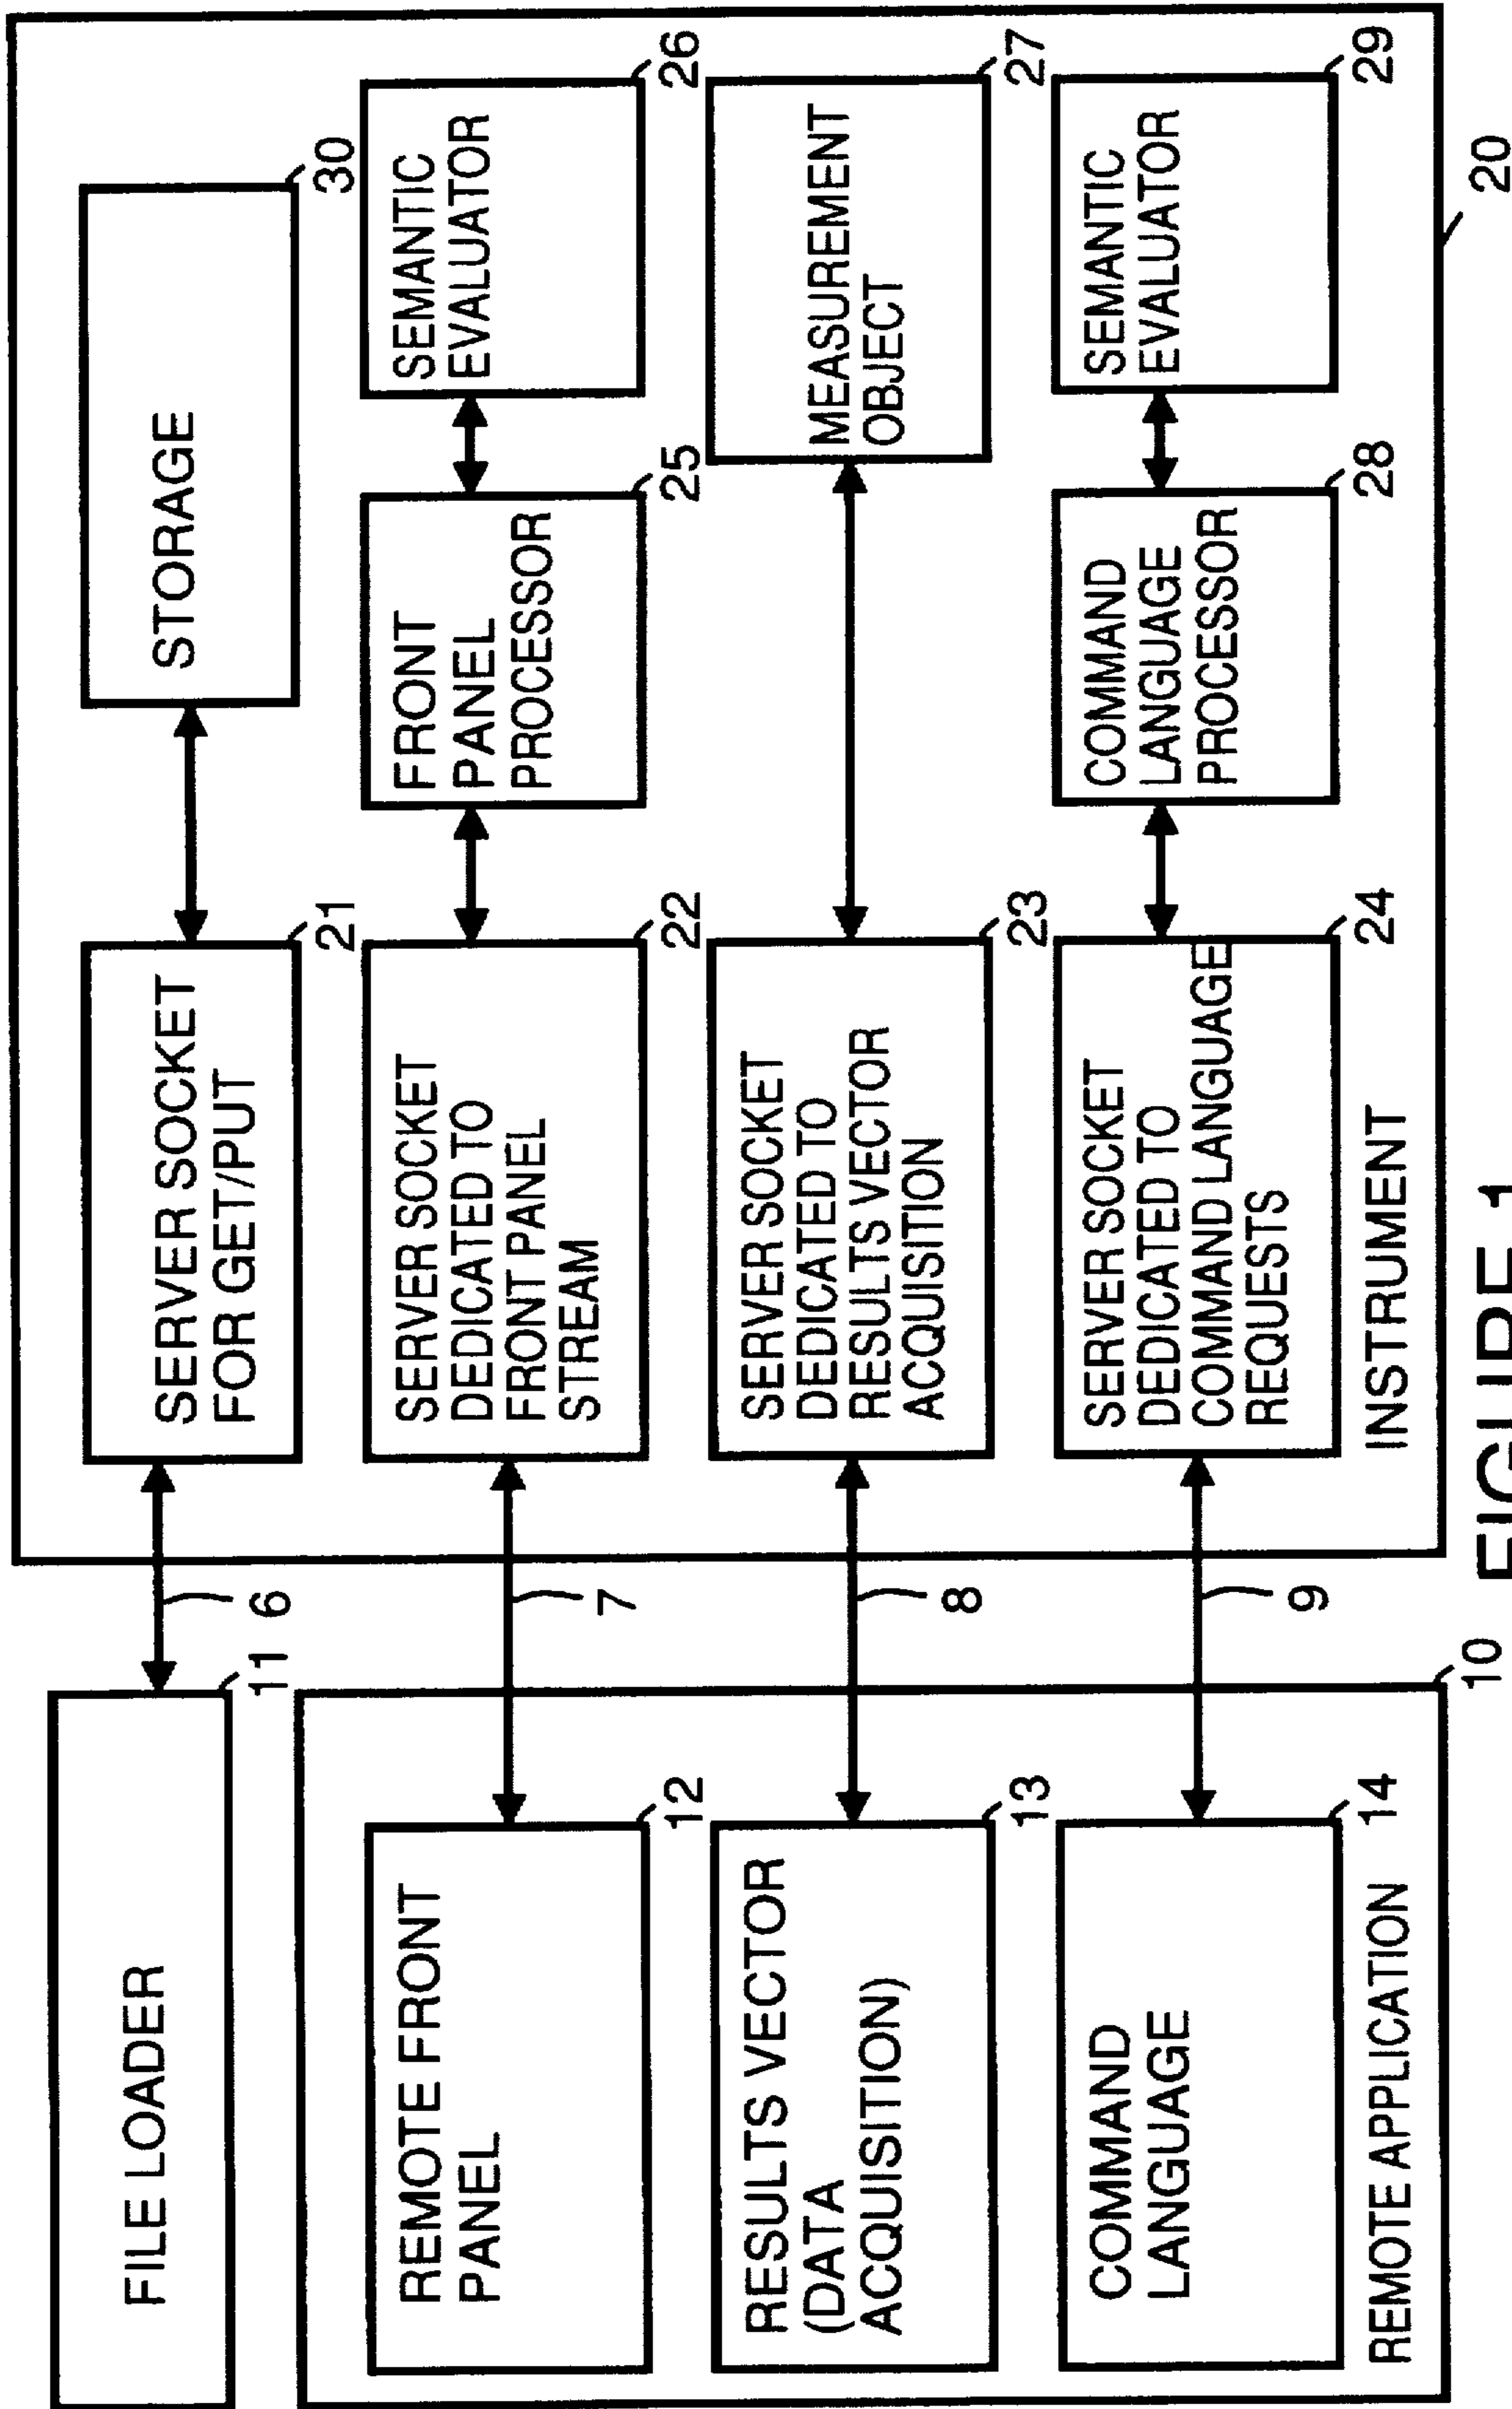 FILE LOADER
11
6
SERVER SOCKET
FOR GET/PUT
21
STORAGE
30
REMOTE FRONT
PANEL
12
7
SERVER SOCKET
DEDICATED TO
FRONT PANEL
STREAM
22
FRONT
PANEL
PROCESSOR
25
SEMANTIC
EVALUATOR
26
RESULTS VECTOR
(DATA
ACQUISITION)
13
8
SERVER SOCKET
DEDICATED TO
RESULTS VECTOR
ACQUISITION
23
MEASUREMENT
OBJECT
27
COMMAND
LANGUAGE
14
9
SERVER SOCKET
DEDICATED TO
COMMAND LANGUAGE
REQUESTS
24
COMMAND
LANGUAGE
PROCESSOR
28
SEMANTIC
EVALUATOR
29
REMOTE APPLICATION
10
INSTRUMENT
20
FIGURE 1